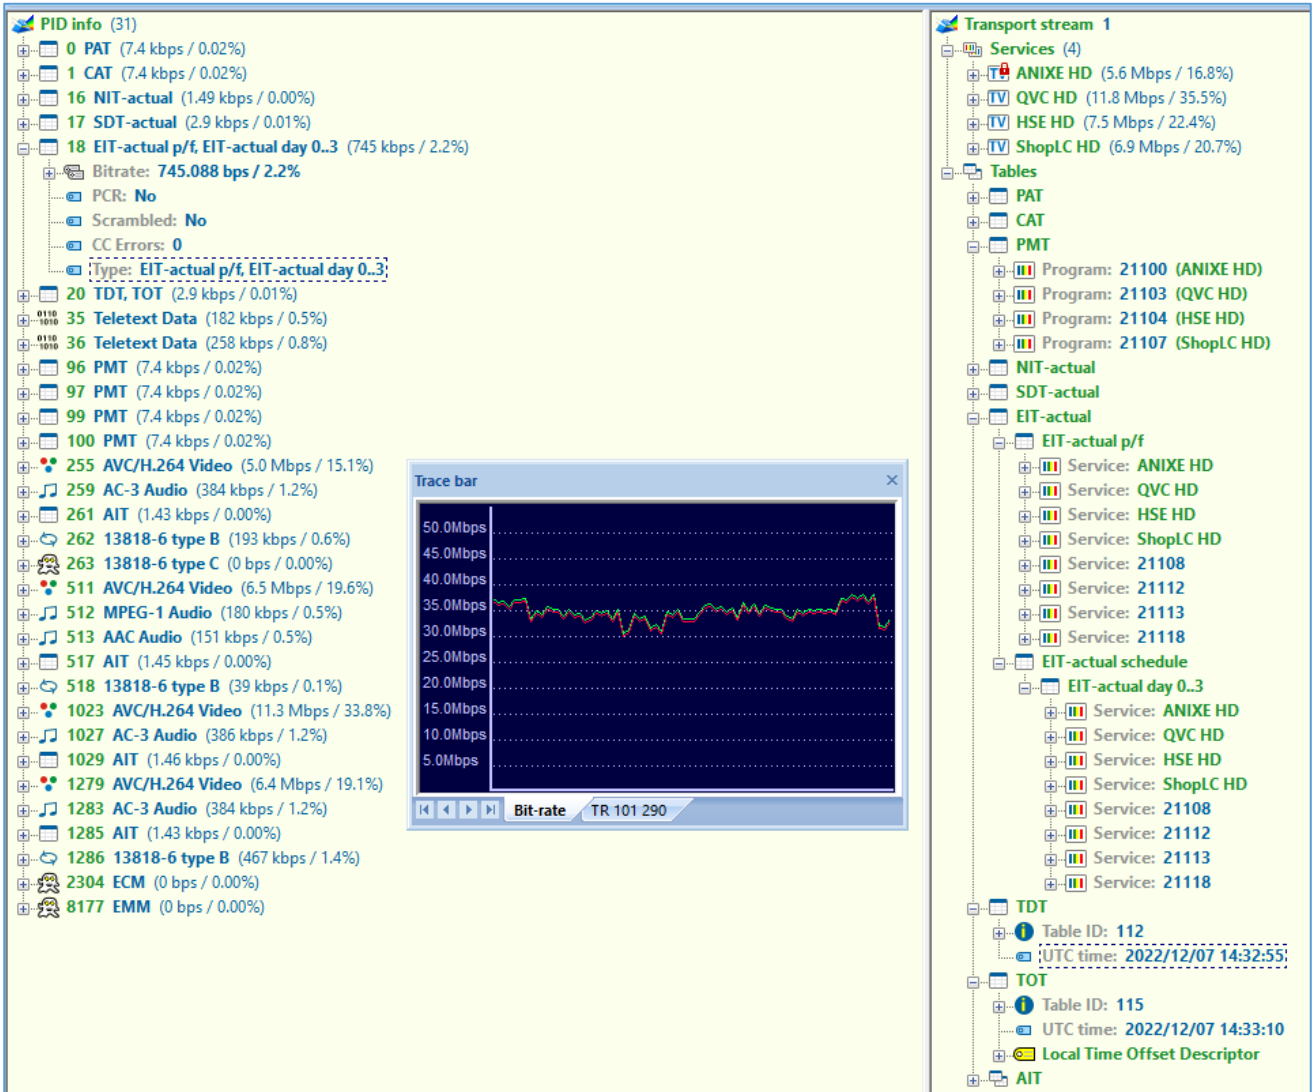 PID info (31)
0 PAT (7.4 kbps / 0.02%)
1 CAT (7.4 kbps / 0.02%)
16 NIT-actual (1.49 kbps / 0.00%)
17 SDT-actual (2.9 kbps / 0.01%)
18 EIT-actual p/f, EIT-actual day 0..3 (745 kbps / 2.2%)
Bitrate: 745.088 bps / 2.2%
PCR: No
Scrambled: No
CC Errors: 0
Type: EIT-actual p/f, EIT-actual day 0..3
20 TDT, TOT (2.9 kbps / 0.01%)
0110 1010 35 Teletext Data (182 kbps / 0.5%)
0110 1010 36 Teletext Data (258 kbps / 0.8%)
96 PMT (7.4 kbps / 0.02%)
97 PMT (7.4 kbps / 0.02%)
99 PMT (7.4 kbps / 0.02%)
100 PMT (7.4 kbps / 0.02%)
255 AVC/H.264 Video (5.0 Mbps / 15.1%)
259 AC-3 Audio (384 kbps / 1.2%)
261 AIT (1.43 kbps / 0.00%)
262 13818-6 type B (193 kbps / 0.6%)
263 13818-6 type C (0 bps / 0.00%)
511 AVC/H.264 Video (6.5 Mbps / 19.6%)
512 MPEG-1 Audio (180 kbps / 0.5%)
513 AAC Audio (151 kbps / 0.5%)
517 AIT (1.45 kbps / 0.00%)
518 13818-6 type B (39 kbps / 0.1%)
1023 AVC/H.264 Video (11.3 Mbps / 33.8%)
1027 AC-3 Audio (386 kbps / 1.2%)
1029 AIT (1.46 kbps / 0.00%)
1279 AVC/H.264 Video (6.4 Mbps / 19.1%)
1283 AC-3 Audio (384 kbps / 1.2%)
1285 AIT (1.43 kbps / 0.00%)
1286 13818-6 type B (467 kbps / 1.4%)
2304 ECM (0 bps / 0.00%)
8177 EMM (0 bps / 0.00%)
Trace bar
50.0Mbps
45.0Mbps
40.0Mbps
35.0Mbps
30.0Mbps
25.0Mbps
20.0Mbps
15.0Mbps
10.0Mbps
5.0Mbps
Bit-rate TR 101 290
Transport stream 1
Services (4)
T ANIXE HD (5.6 Mbps / 16.8%)
TV QVC HD (11.8 Mbps / 35.5%)
TV HSE HD (7.5 Mbps / 22.4%)
TV ShopLC HD (6.9 Mbps / 20.7%)
Tables
PAT
CAT
PMT
Program: 21100 (ANIXE HD)
Program: 21103 (QVC HD)
Program: 21104 (HSE HD)
Program: 21107 (ShopLC HD)
NIT-actual
SDT-actual
EIT-actual
EIT-actual p/f
Service: ANIXE HD
Service: QVC HD
Service: HSE HD
Service: ShopLC HD
Service: 21108
Service: 21112
Service: 21113
Service: 21118
EIT-actual schedule
EIT-actual day 0..3
Service: ANIXE HD
Service: QVC HD
Service: HSE HD
Service: ShopLC HD
Service: 21108
Service: 21112
Service: 21113
Service: 21118
TDT
Table ID: 112
UTC time: 2022/12/07 14:32:55
TOT
Table ID: 115
UTC time: 2022/12/07 14:33:10
Local Time Offset Descriptor
AIT